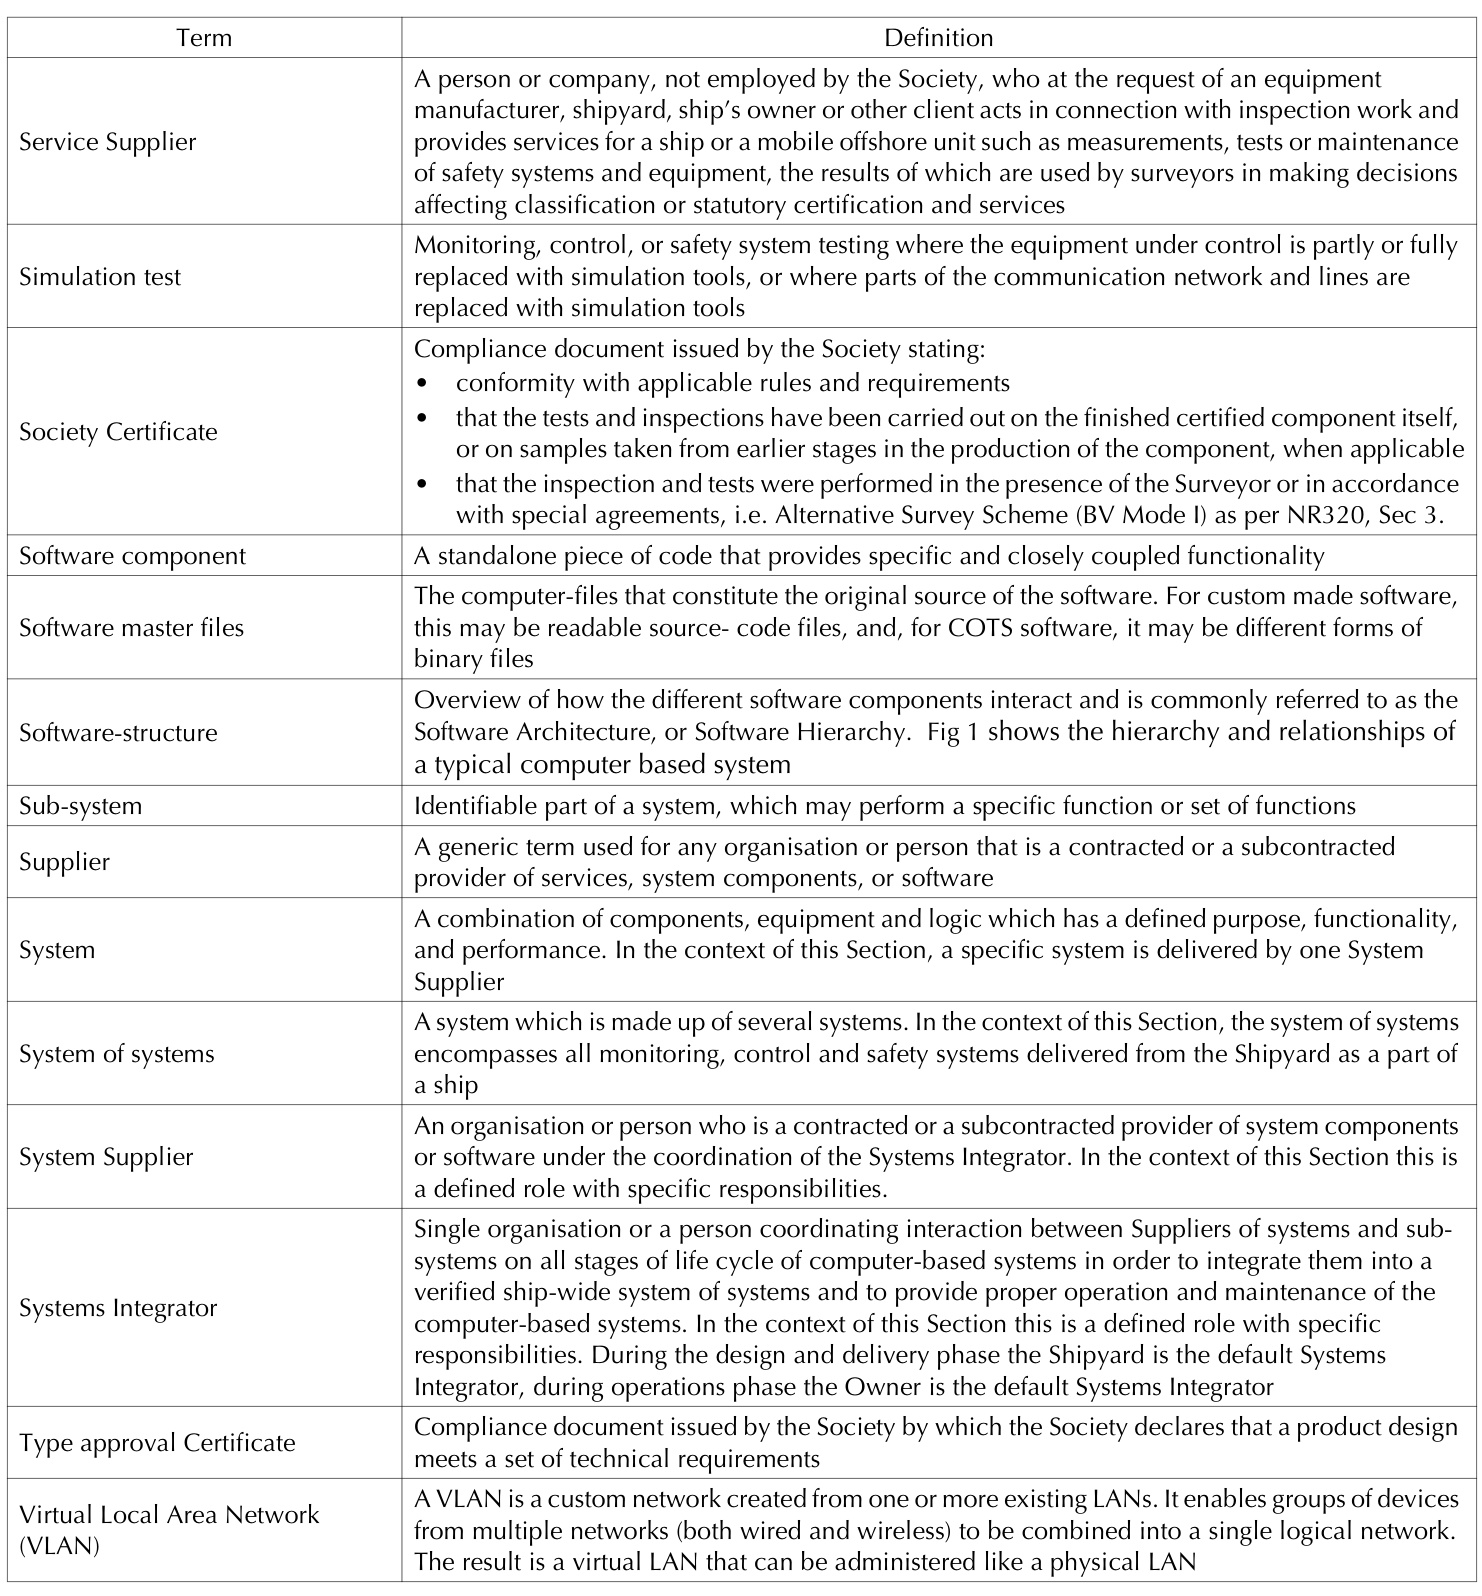 Term
Definition
Service Supplier
A person or company, not employed by the Society, who at the request of an equipment
manufacturer, shipyard, ship’s owner or other client acts in connection with inspection work and
provides services for a ship or a mobile offshore unit such as measurements, tests or maintenance
of safety systems and equipment, the results of which are used by surveyors in making decisions
affecting classification or statutory certification and services
Simulation test
Monitoring, control, or safety system testing where the equipment under control is partly or fully
replaced with simulation tools, or where parts of the communication network and lines are
replaced with simulation tools
Society Certificate
Compliance document issued by the Society stating:
• conformity with applicable rules and requirements
• that the tests and inspections have been carried out on the finished certified component itself,
or on samples taken from earlier stages in the production of the component, when applicable
• that the inspection and tests were performed in the presence of the Surveyor or in accordance
with special agreements, i.e. Alternative Survey Scheme (BV Mode I) as per NR320, Sec 3.
Software component
A standalone piece of code that provides specific and closely coupled functionality
Software master files
The computer-files that constitute the original source of the software. For custom made software,
this may be readable source- code files, and, for COTS software, it may be different forms of
binary files
Software-structure
Overview of how the different software components interact and is commonly referred to as the
Software Architecture, or Software Hierarchy. Fig 1 shows the hierarchy and relationships of
a typical computer based system
Sub-system
Identifiable part of a system, which may perform a specific function or set of functions
Supplier
A generic term used for any organisation or person that is a contracted or a subcontracted
provider of services, system components, or software
System
A combination of components, equipment and logic which has a defined purpose, functionality,
and performance. In the context of this Section, a specific system is delivered by one System
Supplier
System of systems
A system which is made up of several systems. In the context of this Section, the system of systems
encompasses all monitoring, control and safety systems delivered from the Shipyard as a part of
a ship
System Supplier
An organisation or person who is a contracted or a subcontracted provider of system components
or software under the coordination of the Systems Integrator. In the context of this Section this is
a defined role with specific responsibilities.
Systems Integrator
Single organisation or a person coordinating interaction between Suppliers of systems and sub-
systems on all stages of life cycle of computer-based systems in order to integrate them into a
verified ship-wide system of systems and to provide proper operation and maintenance of the
computer-based systems. In the context of this Section this is a defined role with specific
responsibilities. During the design and delivery phase the Shipyard is the default Systems
Integrator, during operations phase the Owner is the default Systems Integrator
Type approval Certificate
Compliance document issued by the Society by which the Society declares that a product design
meets a set of technical requirements
Virtual Local Area Network
(VLAN)
A VLAN is a custom network created from one or more existing LANs. It enables groups of devices
from multiple networks (both wired and wireless) to be combined into a single logical network.
The result is a virtual LAN that can be administered like a physical LAN